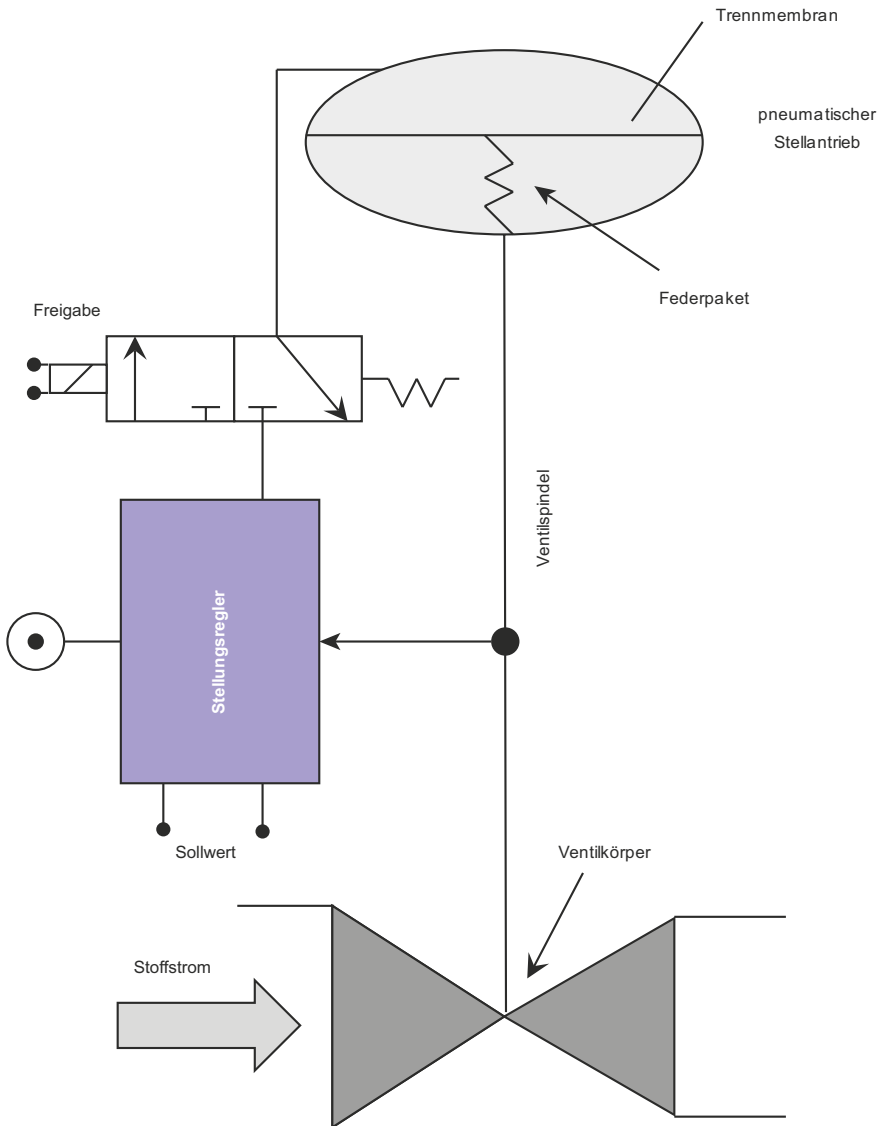 Trennmembran
pneumatischer
Stellantrieb
Federpaket
Freigabe
Ventilspindel
Stellungsregler
Sollwert
Ventilkörper
Stoffstrom